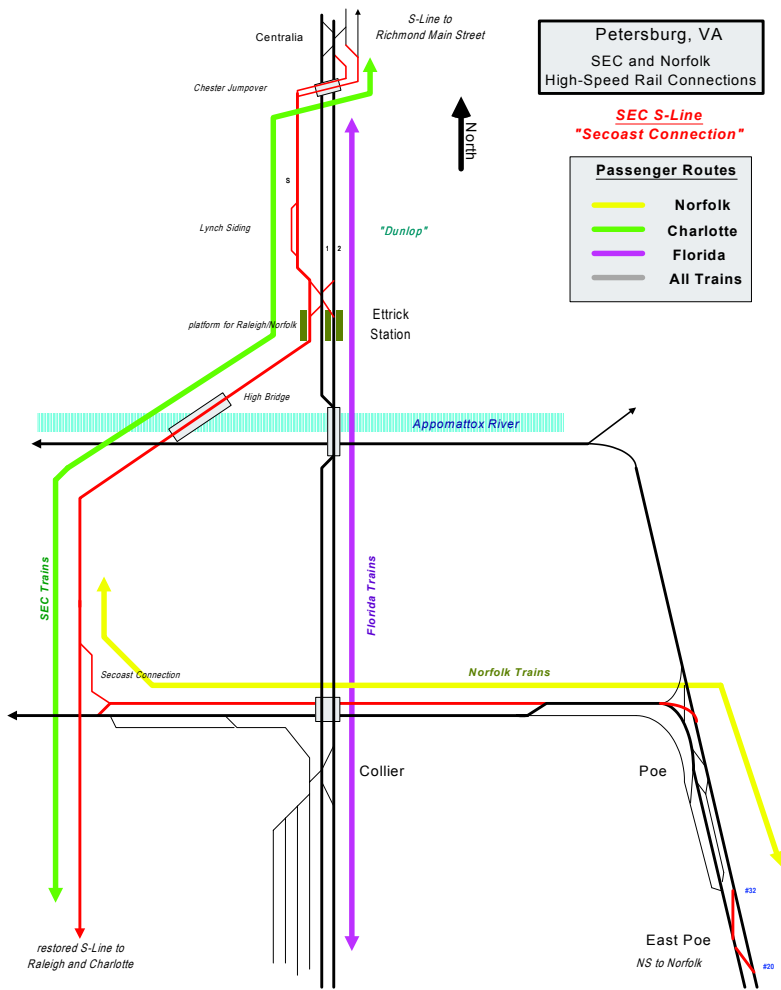 S-Line to
Richmond Main Street
Centralia
Petersburg, VA
SEC and Norfolk
High-Speed Rail Connections
Chester Jumpover
North
SEC S-Line
"Secoast Connection"
Passenger Routes
Norfolk
Charlotte
Florida
All Trains
S
Lynch Siding
"Dunlop"
1 2
platform for Raleigh/Norfolk
Ettrick
Station
High Bridge
Appomattox River
SEC Trains
Florida Trains
Secoast Connection
Norfolk Trains
Collier
Poe
#32
East Poe
NS to Norfolk
#20
restored S-Line to
Raleigh and Charlotte